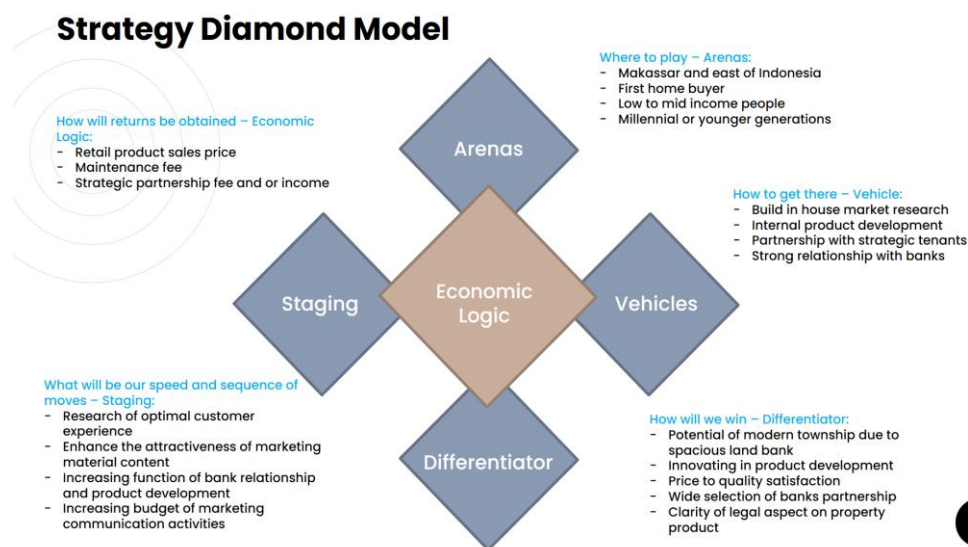 Strategy Diamond Model
Where to play – Arenas:
- Makassar and east of Indonesia
- First home buyer
- Low to mid income people
- Millennial or younger generations
How will returns be obtained – Economic
Logic:
- Retail product sales price
- Maintenance fee
- Strategic partnership fee and or income
Arenas
How to get there – Vehicle:
- Build in house market research
- Internal product development
- Partnership with strategic tenants
- Strong relationship with banks
Staging
Economic
Logic
Vehicles
What will be our speed and sequence of
moves – Staging:
- Research of optimal customer
experience
- Enhance the attractiveness of marketing
material content
- Increasing function of bank relationship
and product development
- Increasing budget of marketing
communication activities
Differentiator
How will we win – Differentiator:
- Potential of modern township due to
spacious land bank
- Innovating in product development
- Price to quality satisfaction
- Wide selection of banks partnership
- Clarity of legal aspect on property
product